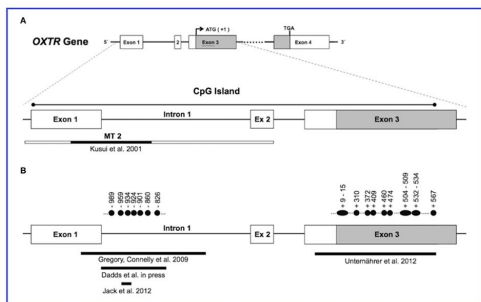 A
ATG ( +1)
TGA
OXTR Gene
5´ Exon 1 2 Exon 3 Exon 4 3´
CpG Island
Exon 1 Intron 1 Ex 2 Exon 3
MT 2
Kusui et al. 2001
B
- 989 - 959 - 934 - 924 - 901 - 860 - 826
+ 9 - 15 + 310 + 372 + 409 + 460 + 474 + 504 - 509 + 532 - 534 + 567
Exon 1 Intron 1 Ex 2 Exon 3
Gregory, Connelly et al. 2009
Unternährer et al. 2012
Dadds et al. in press
Jack et al. 2012